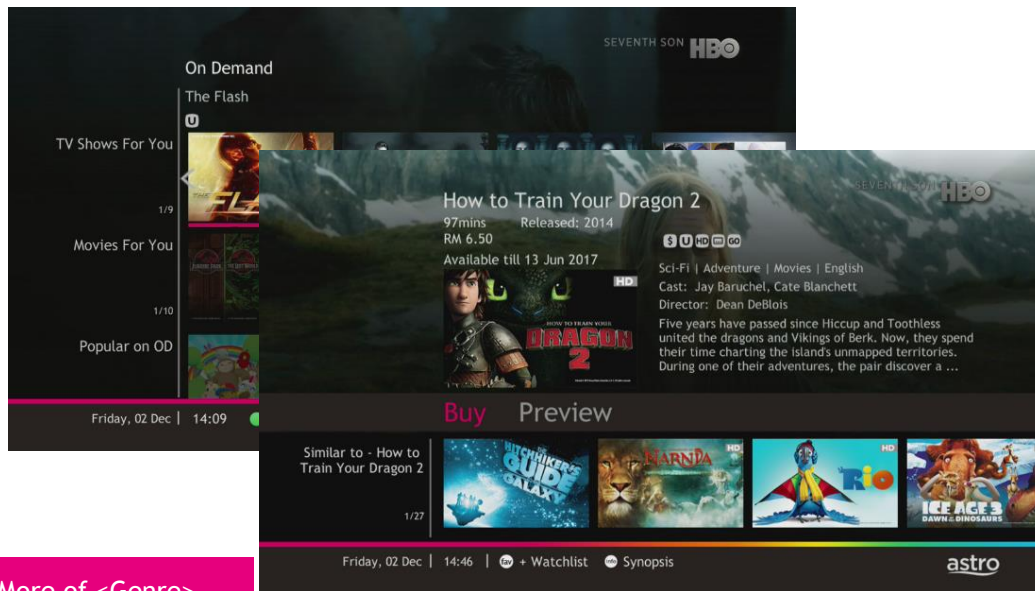 SEVENTH SON HBO
On Demand
The Flash
U
TV Shows For You
1/9
Movies For You
1/10
Popular on OD
Friday, 02 Dec | 14:09
SEVENTH SON HBO
How to Train Your Dragon 2
97mins Released: 2014
RM 6.50
Available till 13 Jun 2017
$ U HD GO
Sci-Fi | Adventure | Movies | English
Cast: Jay Baruchel, Cate Blanchett
Director: Dean DeBlois
Five years have passed since Hiccup and Toothless
united the dragons and Vikings of Berk. Now, they spend
their time charting the island's unmapped territories.
During one of their adventures, the pair discover a ...
HD
HOW TO TRAIN YOUR
DRAGON
2
Buy Preview
Similar to - How to
Train Your Dragon 2
1/27
HITCHHIKER'S
GUIDE
GALAXY
NARNIA
HD
RIO
HD
ICE AGE 3
DAWN OF THE DINOSAURS
Friday, 02 Dec | 14:46 | fav + Watchlist info Synopsis
astro
More of <Genre>